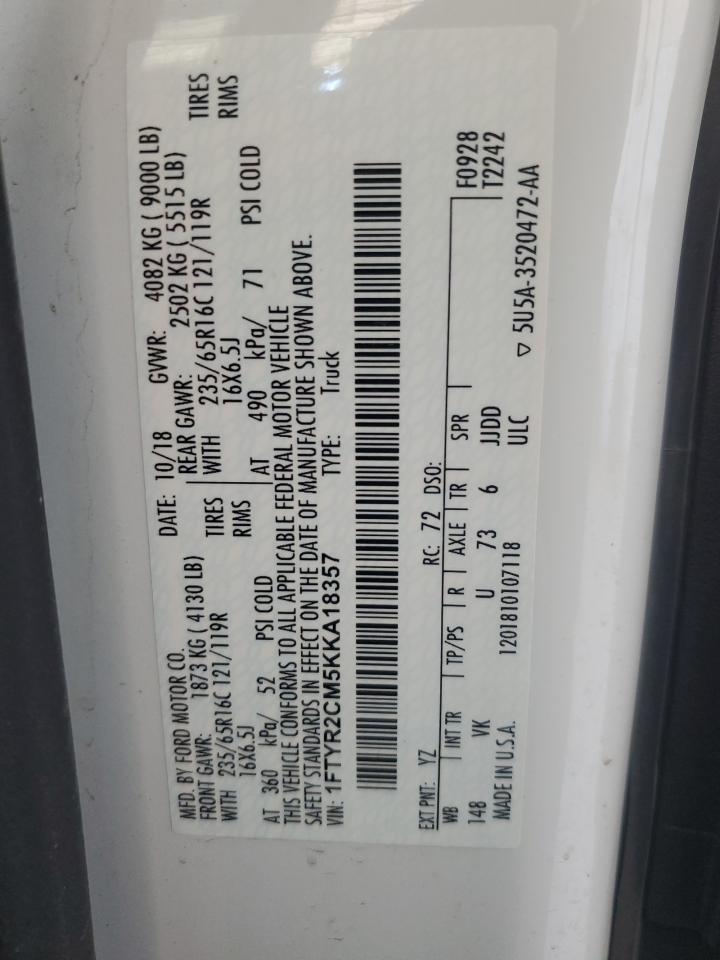 MFD. BY FORD MOTOR CO.
DATE: 10/18 GVWR: 4082 KG ( 9000 LB)
FRONT GAWR: 1873 KG ( 4130 LB)
REAR GAWR: 2502 KG ( 5515 LB)
WITH 235/65R16C 121/119R TIRES
WITH 235/65R16C 121/119R TIRES
16X6.5J RIMS
16X6.5J RIMS
AT 360 kPa/ 52 PSI COLD
AT 490 kPa/ 71 PSI COLD
THIS VEHICLE CONFORMS TO ALL APPLICABLE FEDERAL MOTOR VEHICLE
SAFETY STANDARDS IN EFFECT ON THE DATE OF MANUFACTURE SHOWN ABOVE.
VIN: 1FTYR2CM5KKA18357 TYPE: Truck
EXT PNT: YZ RC: 72 DSO:
WB INT TR TP/PS R AXLE TR SPR F0928
148 VK U 73 6 JJDD T2242
MADE IN U.S.A. 1201810107118 ULC
▽ 5U5A-3520472-AA